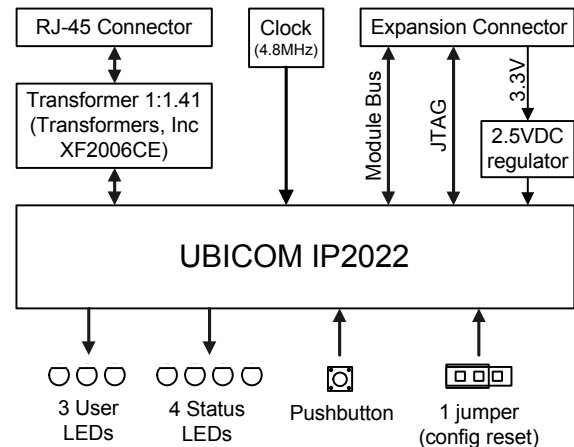 RJ-45 Connector
Clock
(4.8MHz)
Expansion Connector
Transformer 1:1.41
(Transformers, Inc
XF2006CE)
Module Bus
JTAG
3.3V
2.5VDC
regulator
UBICOM IP2022
3 User
LEDs
4 Status
LEDs
Pushbutton
1 jumper
(config reset)